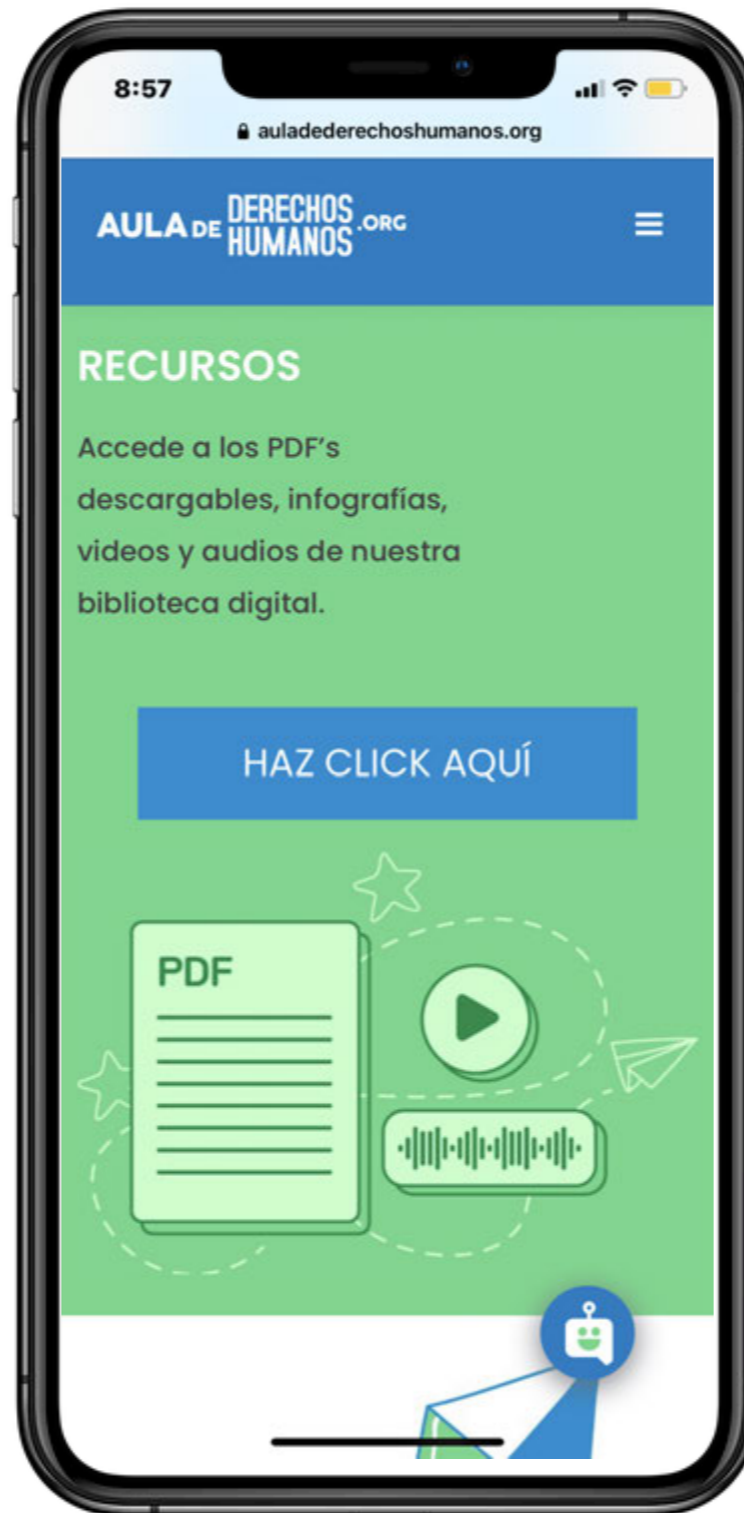 8:57
auladederechoshumanos.org
AULA DE DERECHOS HUMANOS .ORG
RECURSOS
Accede a los PDF’s
descargables, infografías,
videos y audios de nuestra
biblioteca digital.
HAZ CLICK AQUÍ
PDF